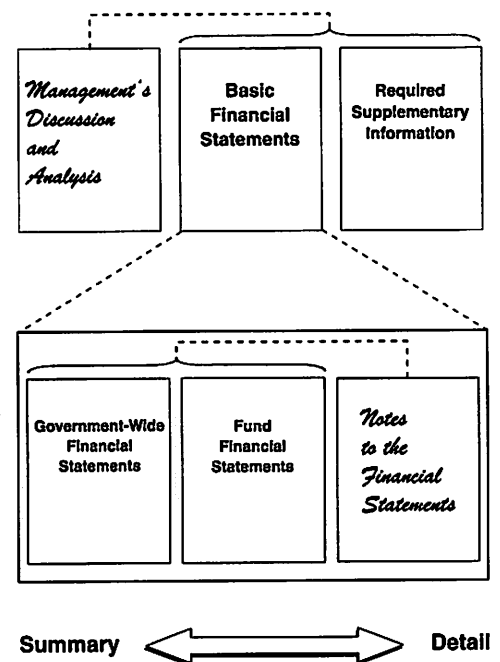 Management's
Discussion
and
Analysis
Basic
Financial
Statements
Required
Supplementary
Information
Government-Wide
Financial
Statements
Fund
Financial
Statements
Notes
to the
Financial
Statements
Summary
Detail